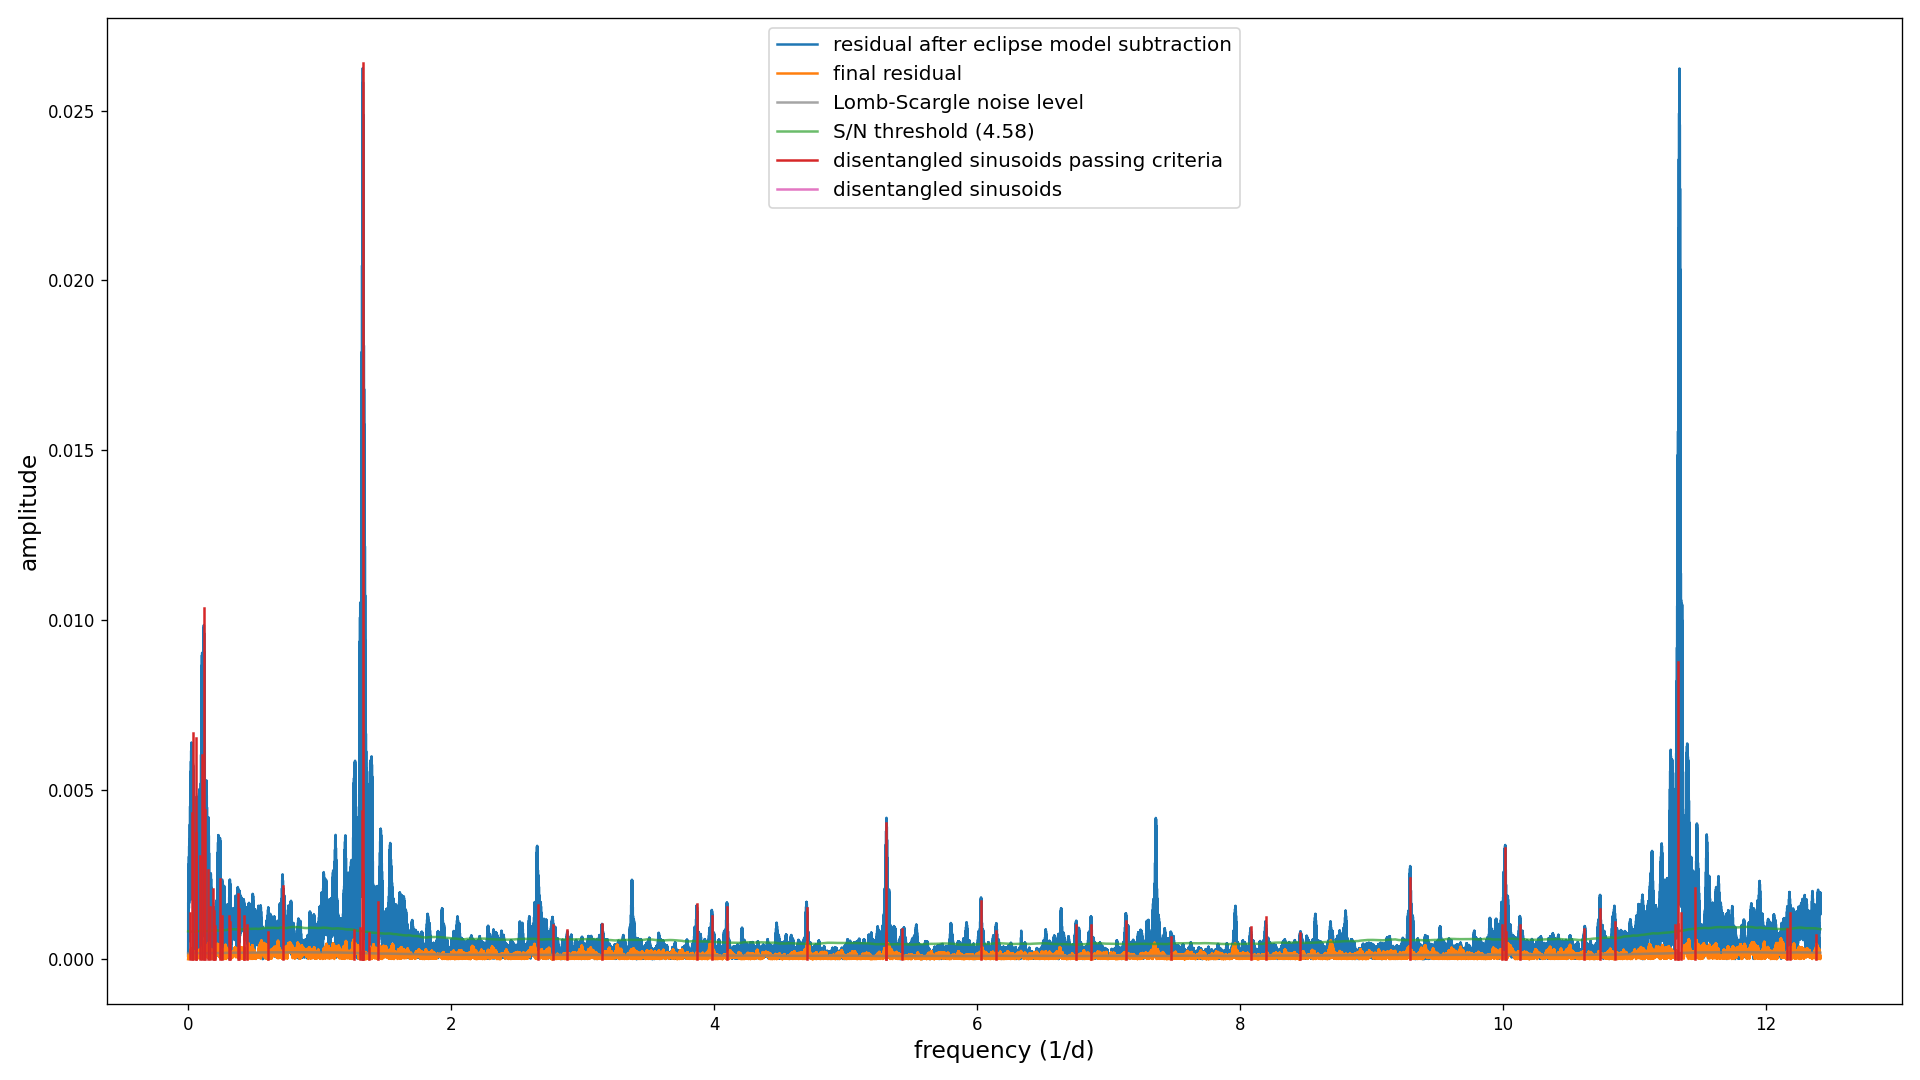 residual after eclipse model subtraction
final residual
Lomb-Scargle noise level
S/N threshold (4.58)
disentangled sinusoids passing criteria
disentangled sinusoids
0.025
0.020
0.015
0.010
0.005
0.000
amplitude
0 2 4 6 8 10 12
frequency (1/d)